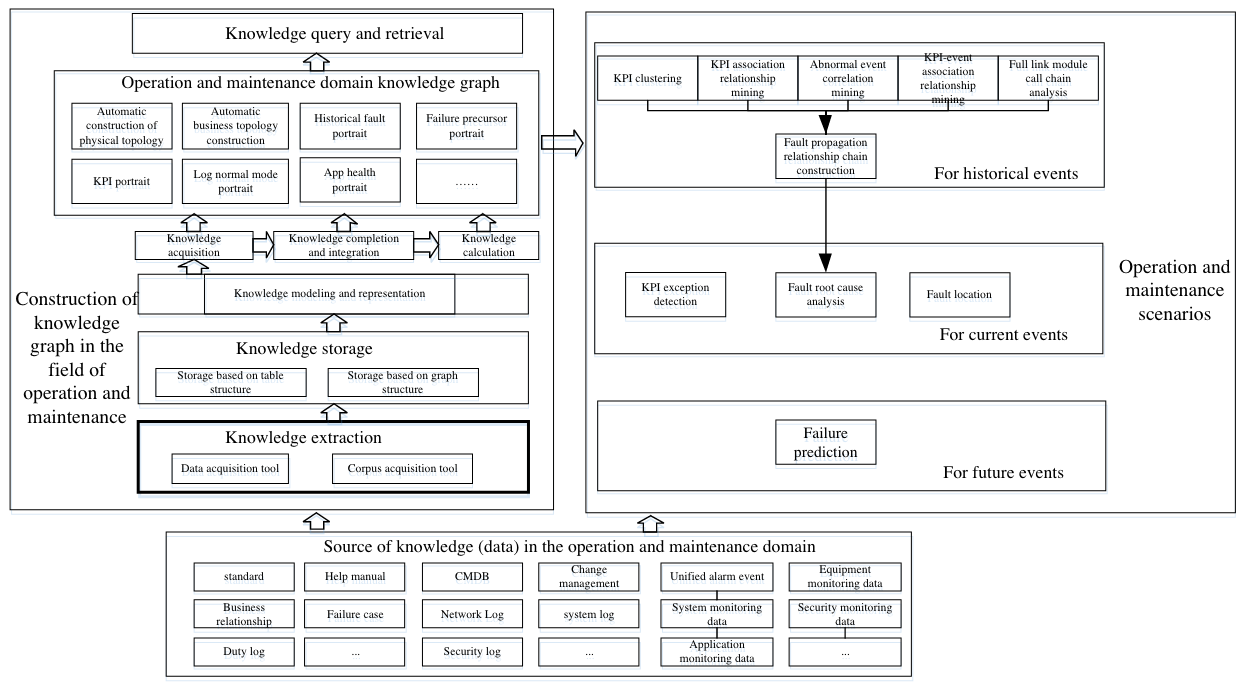 Knowledge query and retrieval
Operation and maintenance domain knowledge graph
Automatic
construction of
physical topology
Automatic
business topology
construction
Historical fault
portrait
Failure precursor
portrait
KPI portrait
Log normal mode
portrait
App health
portrait
……
Knowledge
acquisition
Knowledge completion
and integration
Knowledge
calculation
Knowledge modeling and representation
Construction of
knowledge
graph in the
field of
operation and
maintenance
Knowledge storage
Storage based on table
structure
Storage based on graph
structure
Knowledge extraction
Data acquisition tool
Corpus acquisition tool
KPI clustering
KPI association
relationship
mining
Abnormal event
correlation
mining
KPI-event
association
relationship
mining
Full link module
call chain
analysis
Fault propagation
relationship chain
construction
For historical events
KPI exception
detection
Fault root cause
analysis
Fault location
For current events
Failure
prediction
For future events
Operation and
maintenance
scenarios
Source of knowledge (data) in the operation and maintenance domain
standard
Help manual
CMDB
Change
management
Unified alarm event
Equipment
monitoring data
Business
relationship
Failure case
Network Log
system log
System monitoring
data
Security monitoring
data
Duty log
...
Security log
...
Application
monitoring data
...